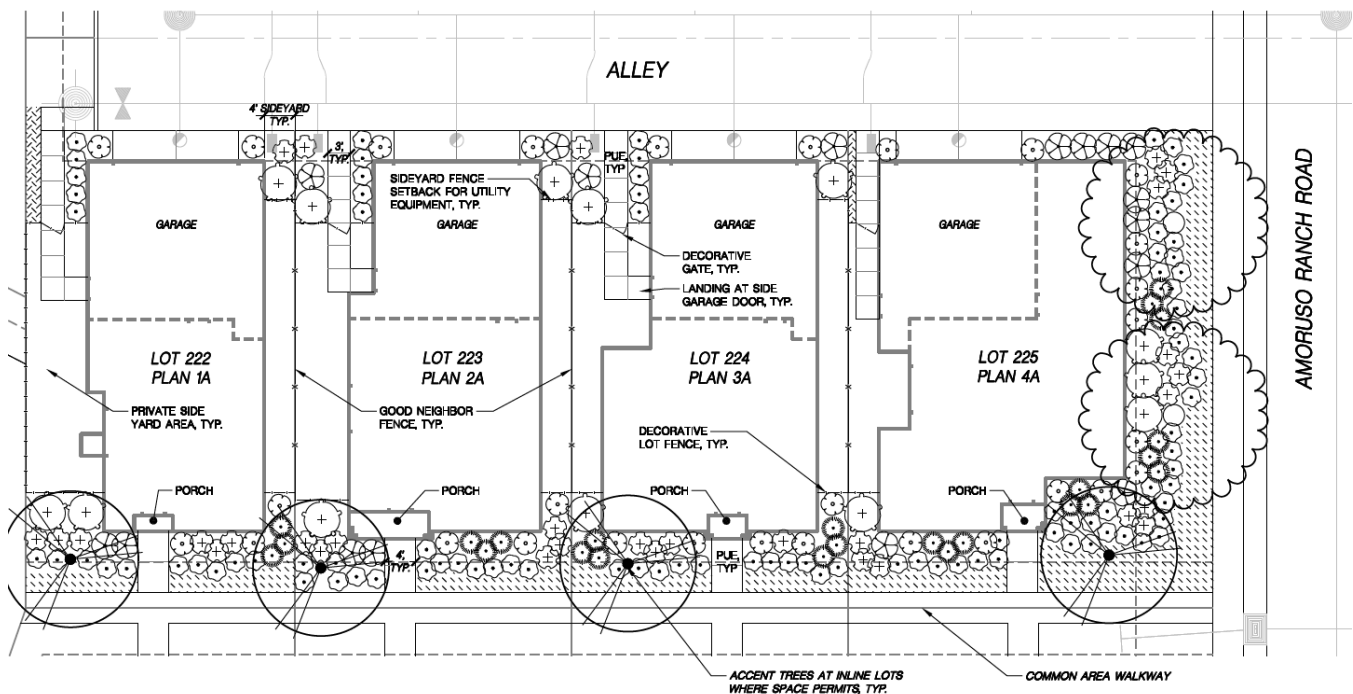 ALLEY
4' SIDEYARD
TYP.
3',
TYP.
SIDEYARD FENCE
SETBACK FOR UTILITY
EQUIPMENT, TYP.
PUE,
TYP
GARAGE
GARAGE
GARAGE
GARAGE
DECORATIVE
GATE, TYP.
LANDING AT SIDE
GARAGE DOOR, TYP.
AMORUSO RANCH ROAD
LOT 222
PLAN 1A
LOT 223
PLAN 2A
LOT 224
PLAN 3A
LOT 225
PLAN 4A
PRIVATE SIDE
YARD AREA, TYP.
GOOD NEIGHBOR
FENCE, TYP.
DECORATIVE
LOT FENCE, TYP.
PORCH
PORCH
PORCH
PORCH
4',
TYP.
PUE,
TYP
ACCENT TREES AT INLINE LOTS
WHERE SPACE PERMITS, TYP.
COMMON AREA WALKWAY